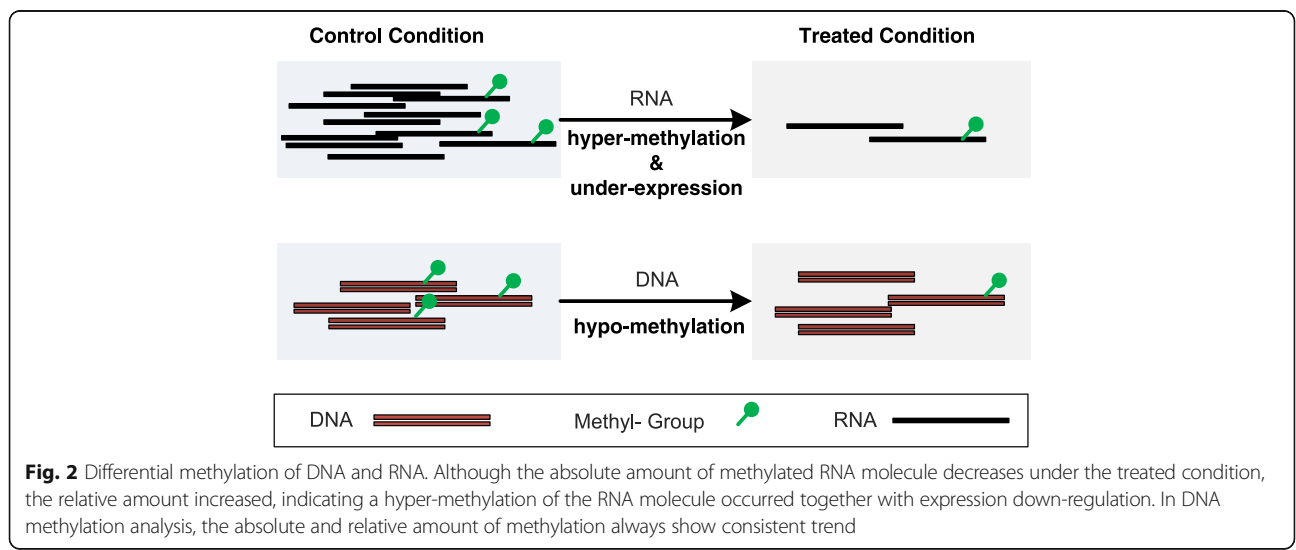 Control Condition
Treated Condition
RNA
hyper-methylation
&
under-expression
DNA
hypo-methylation
DNA
Methyl- Group
RNA
Fig. 2 Differential methylation of DNA and RNA. Although the absolute amount of methylated RNA molecule decreases under the treated condition,
the relative amount increased, indicating a hyper-methylation of the RNA molecule occurred together with expression down-regulation. In DNA
methylation analysis, the absolute and relative amount of methylation always show consistent trend